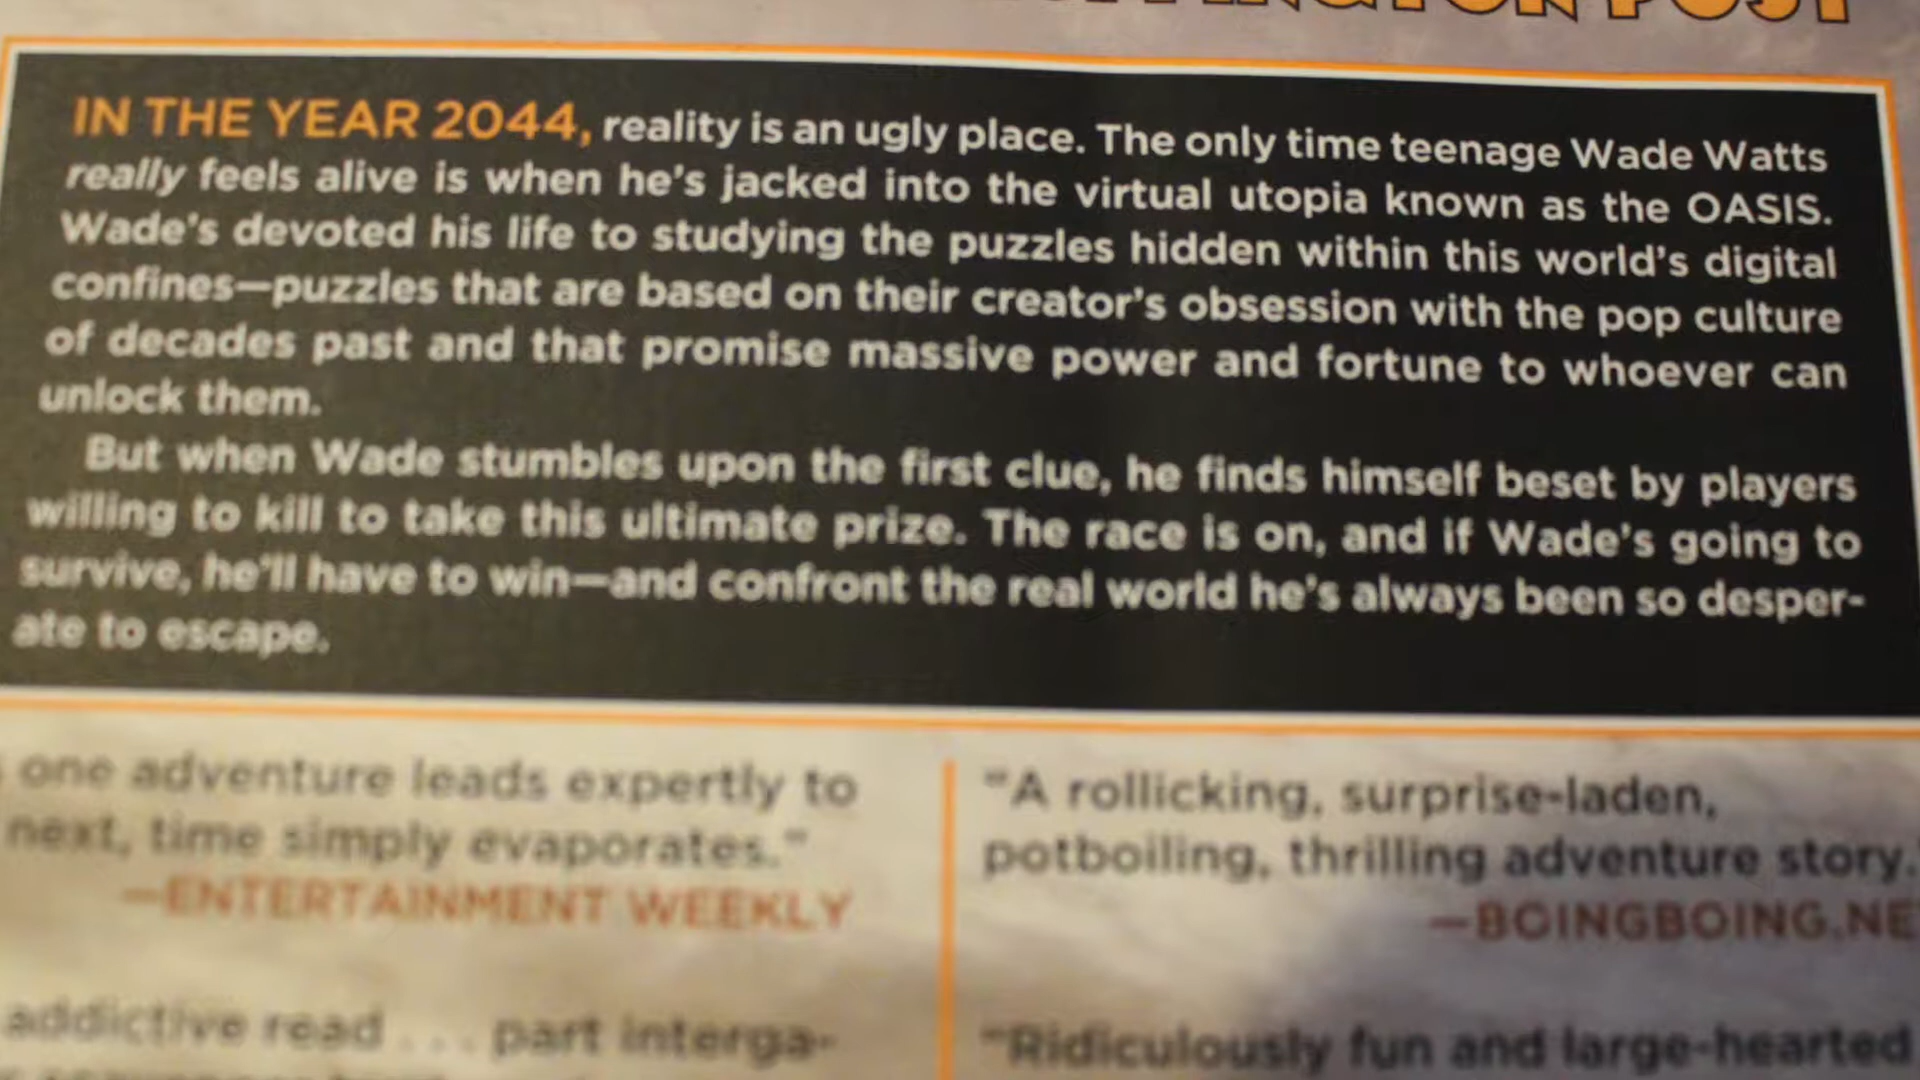 POST
IN THE YEAR 2044, reality is an ugly place. The only time teenage Wade Watts
really feels alive is when he's jacked into the virtual utopia known as the OASIS.
Wade's devoted his life to studying the puzzles hidden within this world's digital
confines—puzzles that are based on their creator's obsession with the pop culture
of decades past and that promise massive power and fortune to whoever can
unlock them.
But when Wade stumbles upon the first clue, he finds himself beset by players
willing to kill to take this ultimate prize. The race is on, and if Wade's going to
survive, he'll have to win—and confront the real world he's always been so desper-
ate to escape.
one adventure leads expertly to
next, time simply evaporates."
—ENTERTAINMENT WEEKLY
"A rollicking, surprise-laden,
potboiling, thrilling adventure story."
—BOINGBOING.NE
addictive read . . . part interga-
"Ridiculously fun and large-hearted